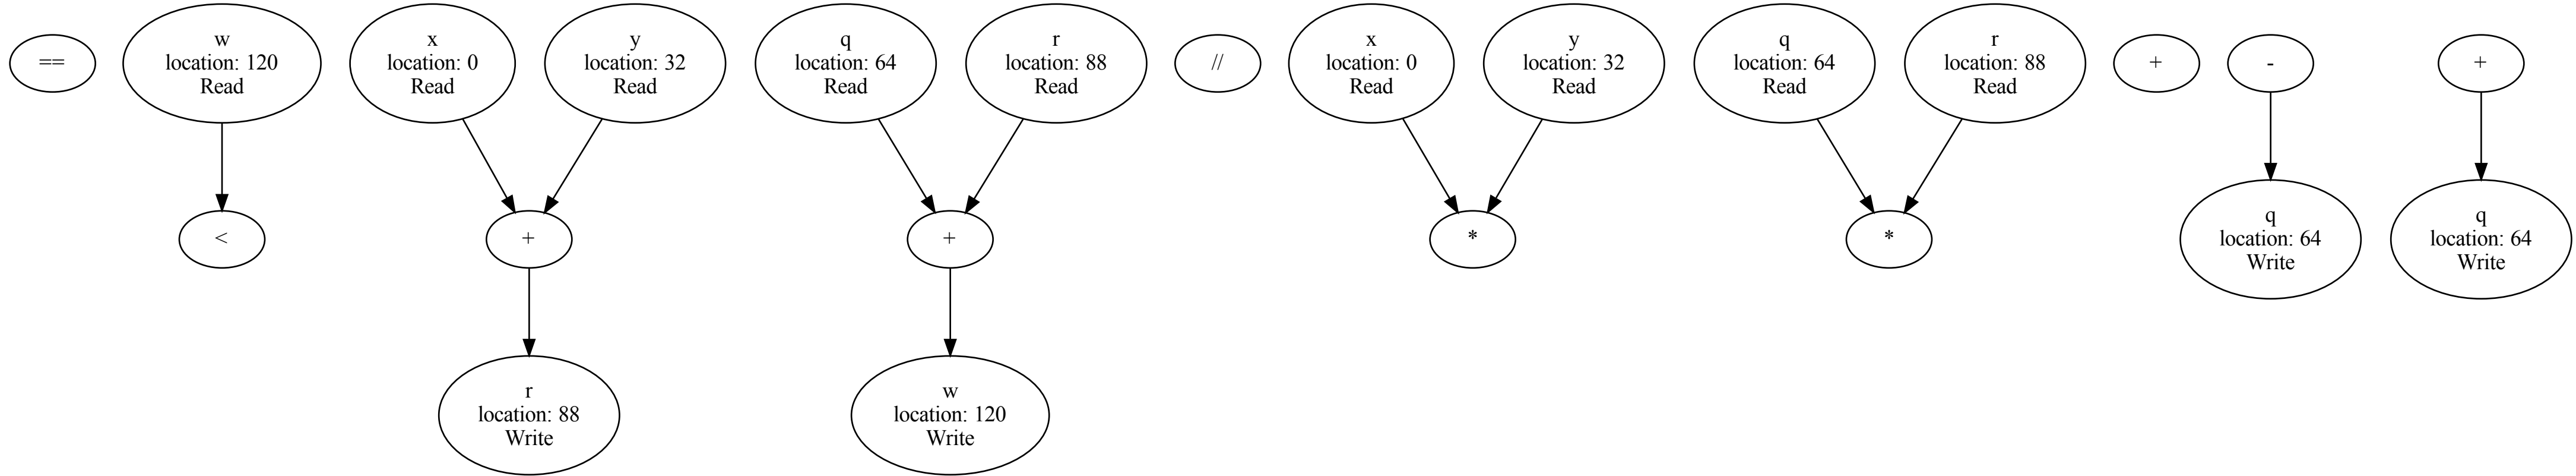 ==
w
location: 120
Read
x
location: 0
Read
y
location: 32
Read
q
location: 64
Read
r
location: 88
Read
//
x
location: 0
Read
y
location: 32
Read
q
location: 64
Read
r
location: 88
Read
+
-
+
<
+
+
*
*
q
location: 64
Write
q
location: 64
Write
r
location: 88
Write
w
location: 120
Write